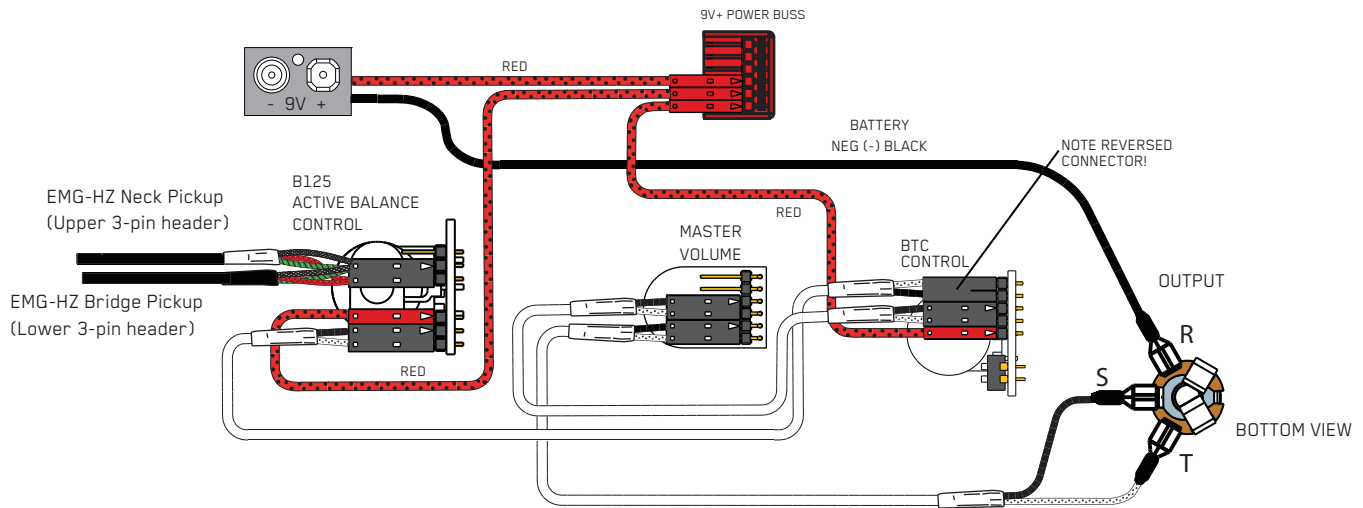 9V+ POWER BUSS
RED
- 9V +
BATTERY
NEG (-) BLACK
NOTE REVERSED
CONNECTOR!
B125
ACTIVE BALANCE
CONTROL
EMG-HZ Neck Pickup
(Upper 3-pin header)
RED
MASTER
VOLUME
BTC
CONTROL
OUTPUT
EMG-HZ Bridge Pickup
(Lower 3-pin header)
R
RED
S
BOTTOM VIEW
T